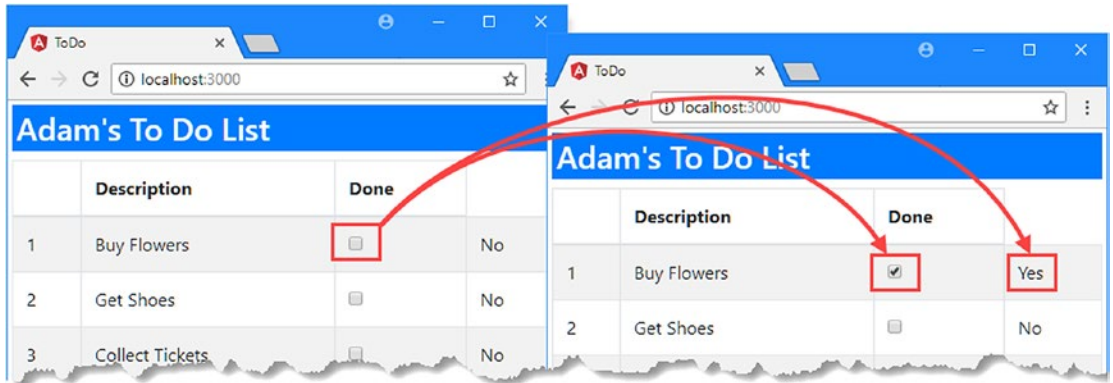 ToDo
localhost:3000
Adam's To Do List
Description Done
1 Buy Flowers No
2 Get Shoes No
3 Collect Tickets No
ToDo
localhost:3000
Adam's To Do List
Description Done
1 Buy Flowers Yes
2 Get Shoes No